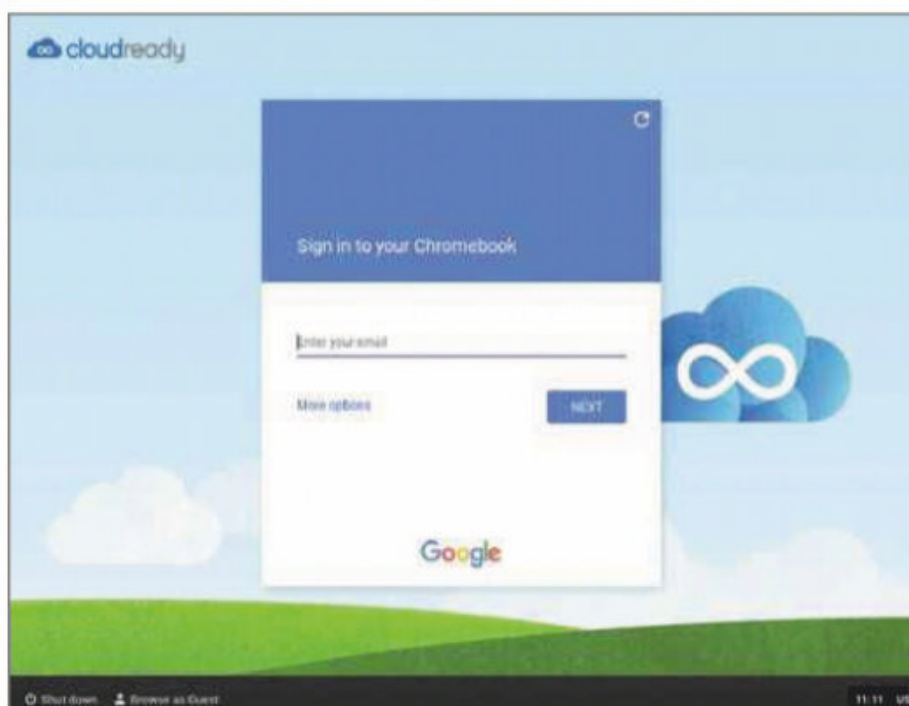 cloudready
Sign in to your Chromebook
Enter your email
More options
NEXT
Google
Shut down
Browse as Guest
11:11 US